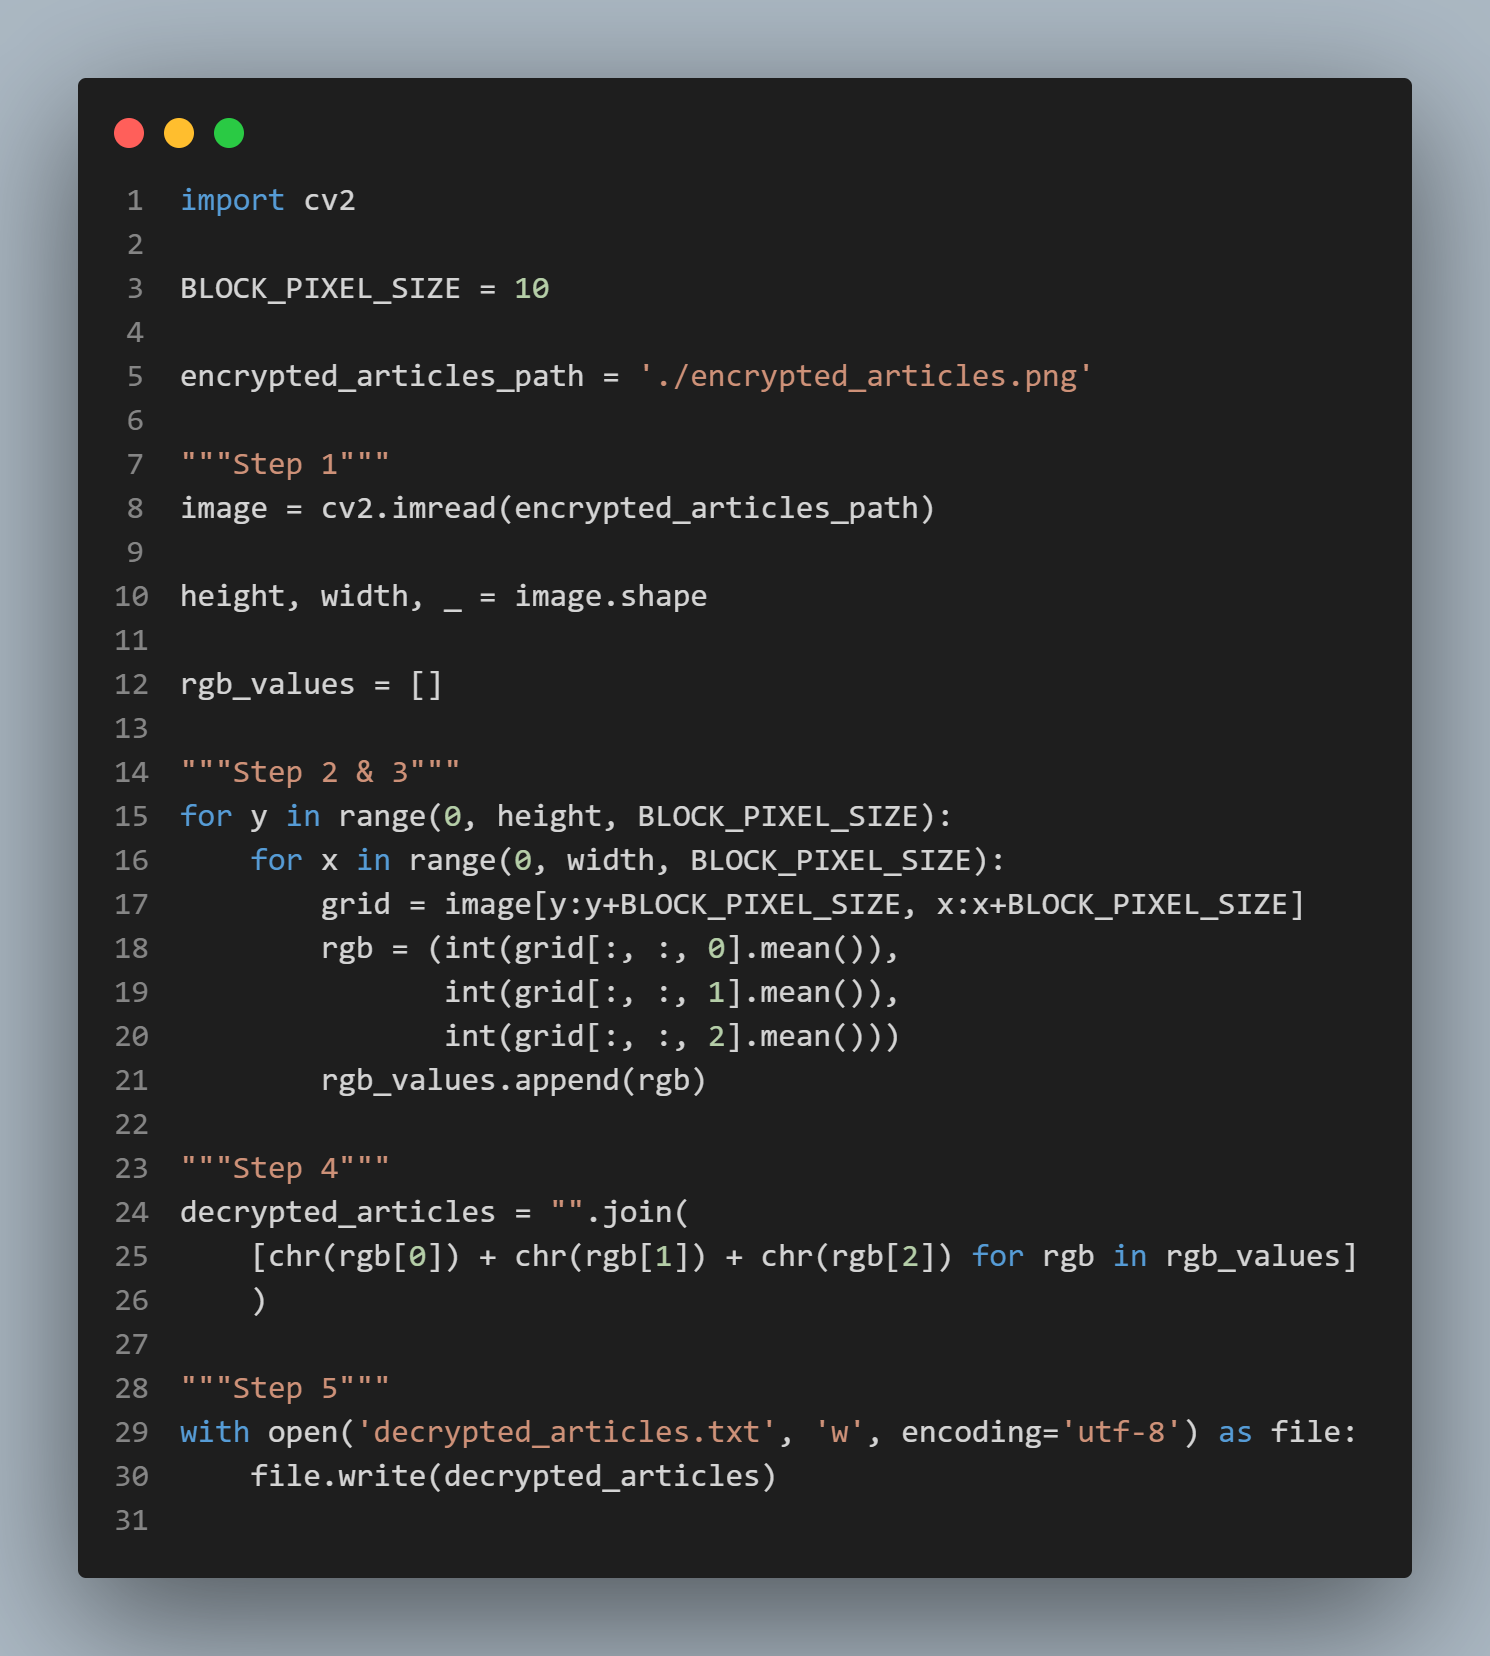 1 import cv2
2
3 BLOCK_PIXEL_SIZE = 10
4
5 encrypted_articles_path = './encrypted_articles.png'
6
7 """Step 1"""
8 image = cv2.imread(encrypted_articles_path)
9
10 height, width, _ = image.shape
11
12 rgb_values = []
13
14 """Step 2 & 3"""
15 for y in range(0, height, BLOCK_PIXEL_SIZE):
16     for x in range(0, width, BLOCK_PIXEL_SIZE):
17         grid = image[y:y+BLOCK_PIXEL_SIZE, x:x+BLOCK_PIXEL_SIZE]
18         rgb = (int(grid[:, :, 0].mean()),
19                int(grid[:, :, 1].mean()),
20                int(grid[:, :, 2].mean()))
21         rgb_values.append(rgb)
22
23 """Step 4"""
24 decrypted_articles = "".join(
25     [chr(rgb[0]) + chr(rgb[1]) + chr(rgb[2]) for rgb in rgb_values]
26     )
27
28 """Step 5"""
29 with open('decrypted_articles.txt', 'w', encoding='utf-8') as file:
30     file.write(decrypted_articles)
31